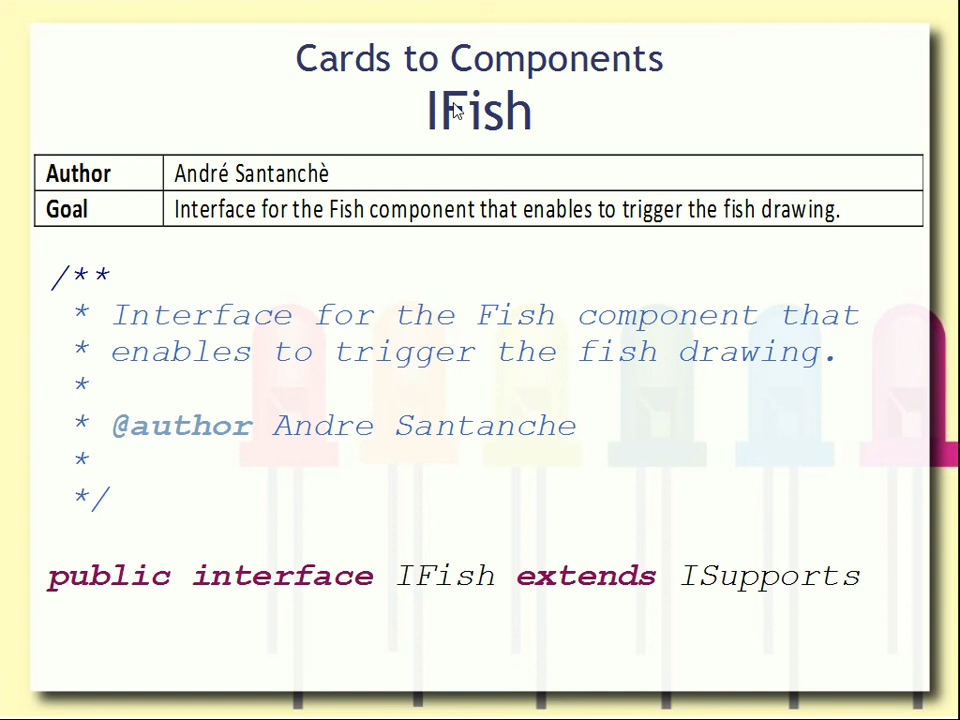 Cards to Components
IFish
Author André Santanchè
Goal Interface for the Fish component that enables to trigger the fish drawing.
/**
* Interface for the Fish component that
* enables to trigger the fish drawing.
*
* @author Andre Santanche
*
*/
public interface IFish extends ISupports